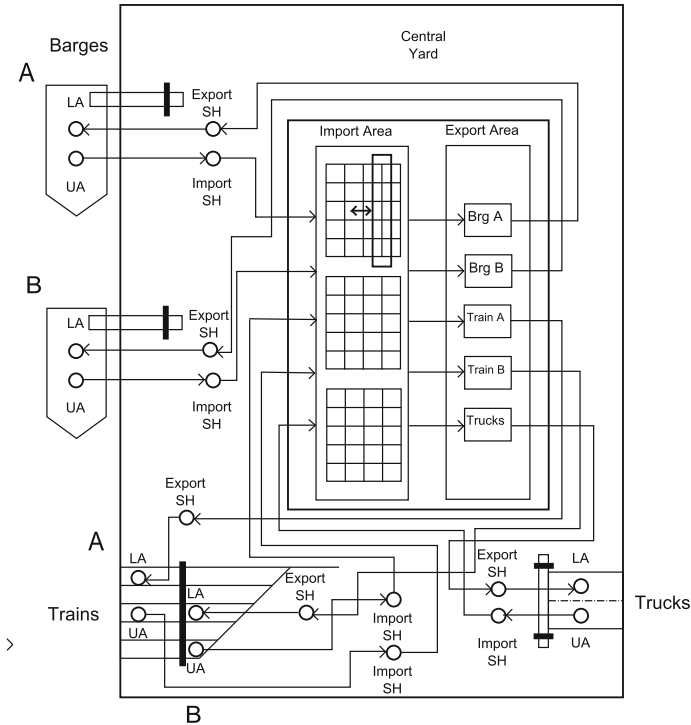 Central
Yard
Barges
A
LA
Export
SH
UA
Import
SH
Import Area
Export Area
Brg A
Brg B
Train A
Train B
Trucks
B
LA
Export
SH
UA
Import
SH
Export
SH
A
LA
LA
Trains
UA
UA
Export
SH
Import
SH
Import
SH
B
Export
SH
LA
Trucks
Import
SH
UA